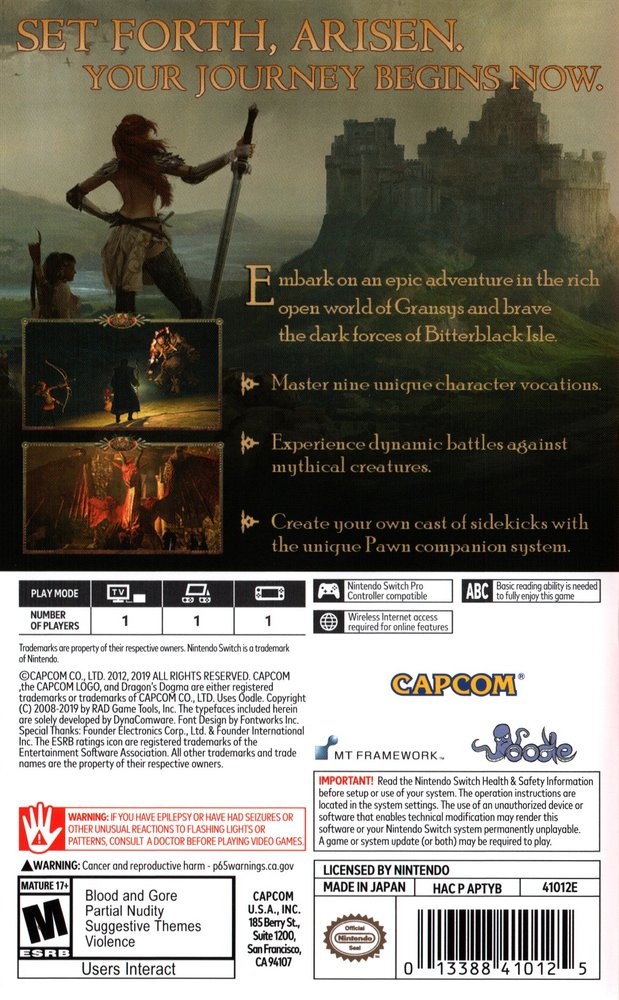 SET FORTH, ARISEN.
YOUR JOURNEY BEGINS NOW.
Embark on an epic adventure in the rich
open world of Gransys and brave
the dark forces of Bitterblack Isle.
Master nine unique character vocations.
Experience dynamic battles against
mythical creatures.
Create your own cast of sidekicks with
the unique Pawn companion system.
PLAY MODE
TV
NUMBER
OF PLAYERS
1 1 1
Nintendo Switch Pro
Controller compatible
ABC Basic reading ability is needed
to fully enjoy this game
Wireless Internet access
required for online features
Trademarks are property of their respective owners. Nintendo Switch is a trademark
of Nintendo.
©CAPCOM CO., LTD. 2012, 2019 ALL RIGHTS RESERVED. CAPCOM
,the CAPCOM LOGO, and Dragon's Dogma are either registered
trademarks or trademarks of CAPCOM CO., LTD. Uses Oodle. Copyright
(C) 2008-2019 by RAD Game Tools, Inc. The typefaces included herein
are solely developed by DynaComware. Font Design by Fontworks Inc.
Special Thanks: Founder Electronics Corp., Ltd. & Founder International
Inc. The ESRB ratings icon are registered trademarks of the
Entertainment Software Association. All other trademarks and trade
names are the property of their respective owners.
CAPCOM®
MT FRAMEWORK™
oodle
WARNING: IF YOU HAVE EPILEPSY OR HAVE HAD SEIZURES OR
OTHER UNUSUAL REACTIONS TO FLASHING LIGHTS OR
PATTERNS, CONSULT A DOCTOR BEFORE PLAYING VIDEO GAMES.
IMPORTANT! Read the Nintendo Switch Health & Safety Information
before setup or use of your system. The operation instructions are
located in the system settings. The use of an unauthorized device or
software that enables technical modification may render this
software or your Nintendo Switch system permanently unplayable.
A game or system update (or both) may be required to play.
WARNING: Cancer and reproductive harm - p65warnings.ca.gov
MATURE 17+
M
ESRB
Blood and Gore
Partial Nudity
Suggestive Themes
Violence
Users Interact
CAPCOM
U.S.A., INC.
185 Berry St.,
Suite 1200,
San Francisco,
CA 94107
LICENSED BY NINTENDO
MADE IN JAPAN HAC P APTYB 41012E
Official
Nintendo
Seal
0 13388 41012 5